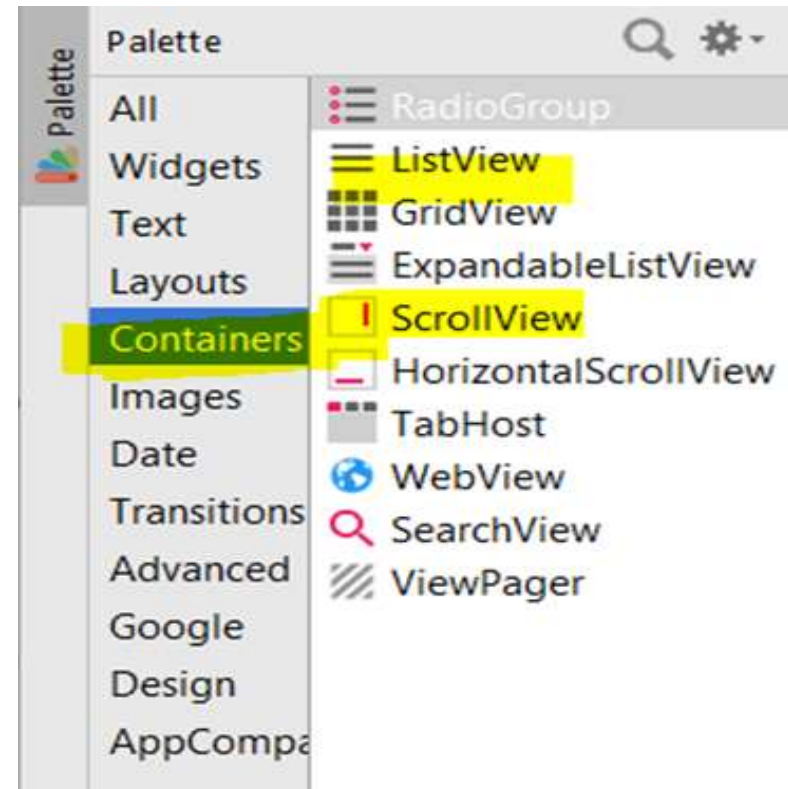 Palette
Palette
All
Widgets
Text
Layouts
Containers
Images
Date
Transitions
Advanced
Google
Design
AppCompa
RadioGroup
ListView
GridView
ExpandableListView
ScrollView
HorizontalScrollView
TabHost
WebView
SearchView
ViewPager